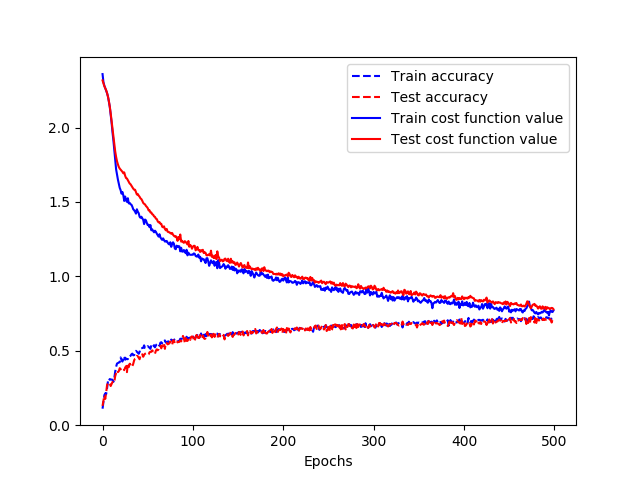 Train accuracy
Test accuracy
Train cost function value
Test cost function value
2.0
1.5
1.0
0.5
0.0
0 100 200 300 400 500
Epochs